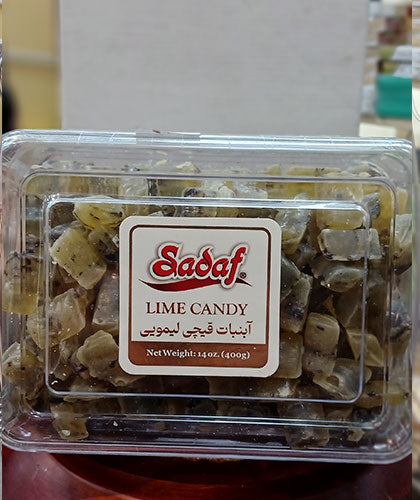 Sadaf®
LIME CANDY
آبنبات قیچی لیمویی
Net Weight: 14 oz. (400g)